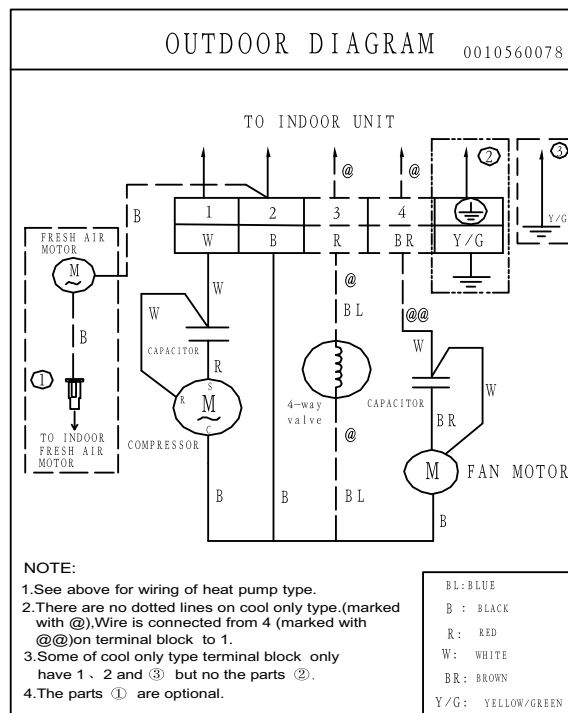 OUTDOOR DIAGRAM 0010560078
TO INDOOR UNIT
@ @ ② ③
B
1 2 3 4
W B R BR Y/G
Y/G
FRESH AIR
MOTOR
M
@
W BL @@
W W
B
CAPACITOR
①
R
CAPACITOR
W
S
R M
C
4-way
valve
BR
@
TO INDOOR
FRESH AIR
MOTOR
COMPRESSOR
M FAN MOTOR
B B BL B
NOTE:
1.See above for wiring of heat pump type.
2.There are no dotted lines on cool only type.(marked
with @),Wire is connected from 4 (marked with
@@)on terminal block to 1.
3.Some of cool only type terminal block only
have 1 、2 and ③ but no the parts ②.
4.The parts ① are optional.
BL:BLUE
B : BLACK
R: RED
W: WHITE
BR: BROWN
Y/G: YELLOW/GREEN